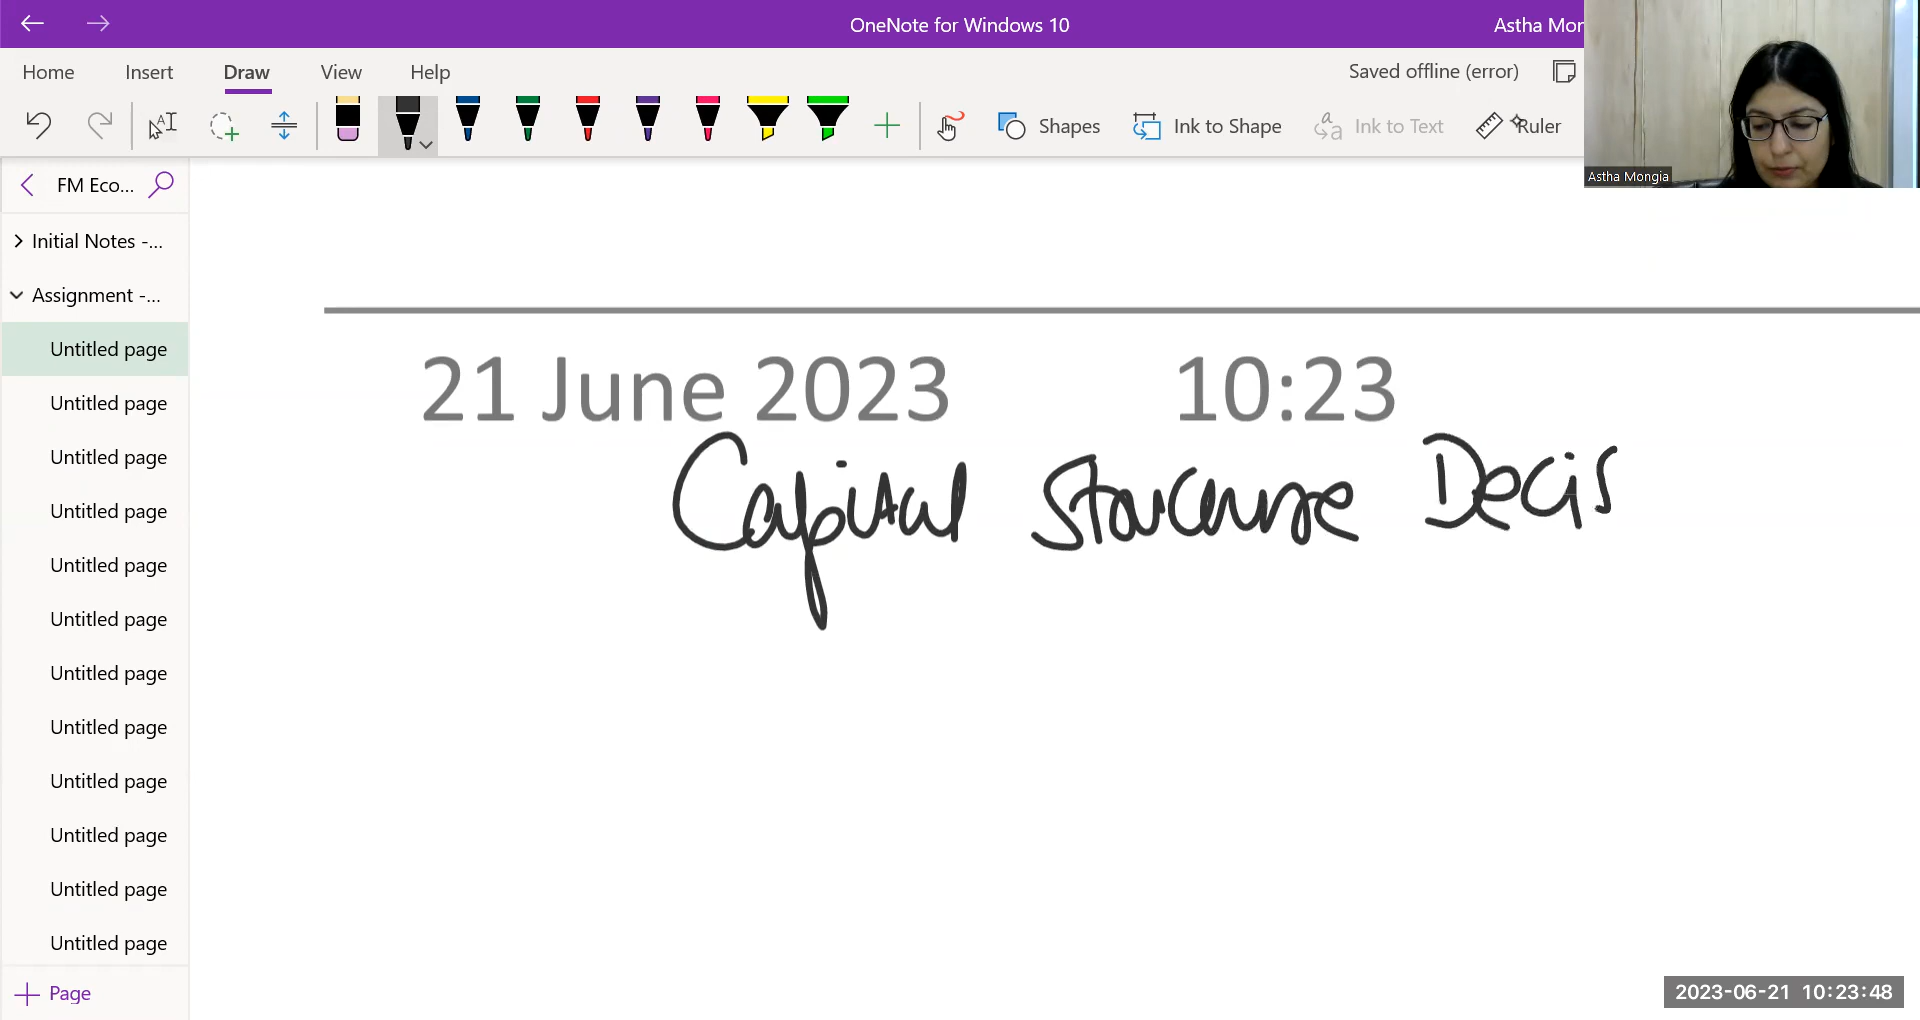 OneNote for Windows 10
Astha Mor
Home Insert Draw View Help
Saved offline (error)
Shapes Ink to Shape Ink to Text Ruler
Astha Mongia
FM Eco...
Initial Notes -...
Assignment -...
Untitled page
Untitled page
Untitled page
Untitled page
Untitled page
Untitled page
Untitled page
Untitled page
Untitled page
Untitled page
Untitled page
Untitled page
Page
21 June 2023 10:23
Capital Structure Decis
2023-06-21 10:23:48